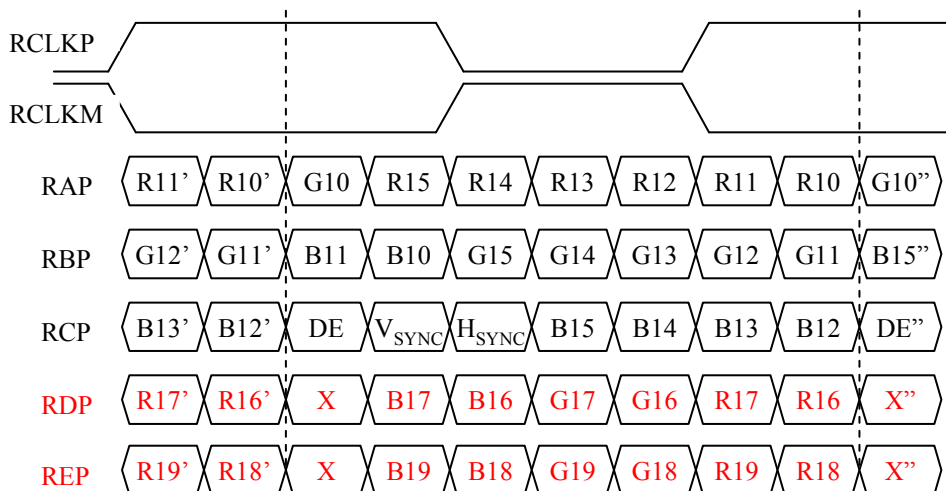 RCLKP
RCLKM
RAP R11’ R10’ G10 R15 R14 R13 R12 R11 R10 G10”
RBP G12’ G11’ B11 B10 G15 G14 G13 G12 G11 B15”
RCP B13’ B12’ DE VSYNC HSYNC B15 B14 B13 B12 DE”
RDP R17’ R16’ X B17 B16 G17 G16 R17 R16 X”
REP R19’ R18’ X B19 B18 G19 G18 R19 R18 X”